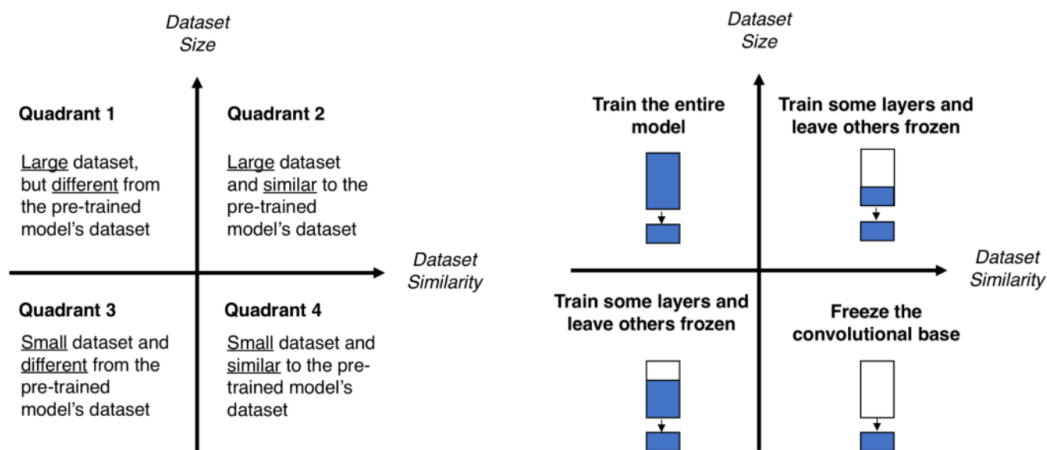 Dataset
Size
Quadrant 1
Large dataset,
but different from
the pre-trained
model's dataset
Quadrant 2
Large dataset
and similar to the
pre-trained
model's dataset
Dataset
Similarity
Quadrant 3
Small dataset and
different from the
pre-trained
model's dataset
Quadrant 4
Small dataset and
similar to the pre-
trained model's
dataset
Dataset
Size
Train the entire
model
Train some layers and
leave others frozen
Dataset
Similarity
Train some layers and
leave others frozen
Freeze the
convolutional base